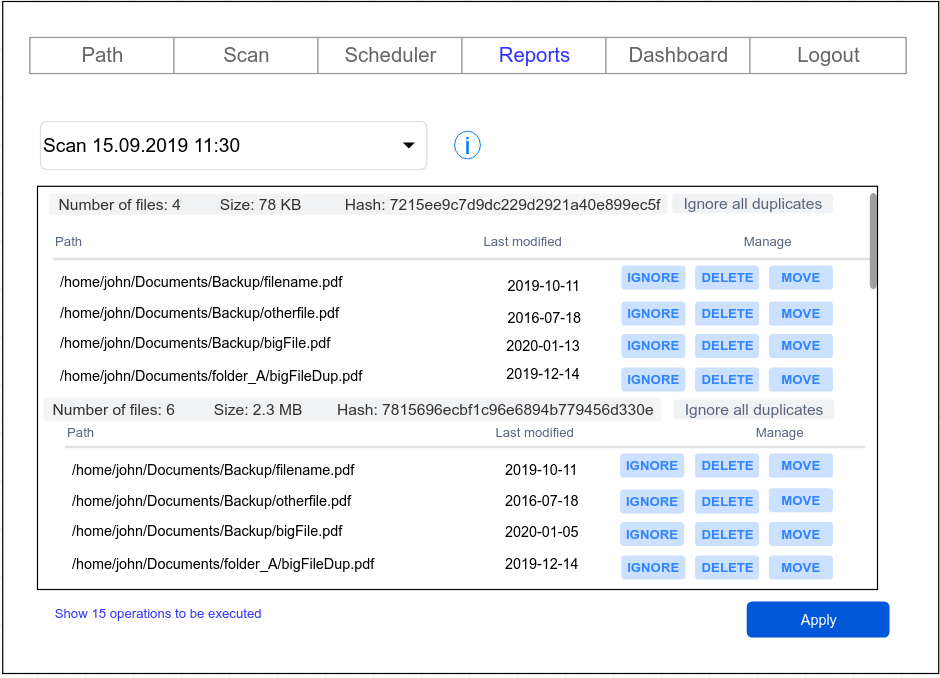 Path Scan Scheduler Reports Dashboard Logout
Scan 15.09.2019 11:30 i
Number of files: 4 Size: 78 KB Hash: 7215ee9c7d9dc229d2921a40e899ec5f Ignore all duplicates
Path Last modified Manage
/home/john/Documents/Backup/filename.pdf 2019-10-11 IGNORE DELETE MOVE
/home/john/Documents/Backup/otherfile.pdf 2016-07-18 IGNORE DELETE MOVE
/home/john/Documents/Backup/bigFile.pdf 2020-01-13 IGNORE DELETE MOVE
/home/john/Documents/folder_A/bigFileDup.pdf 2019-12-14 IGNORE DELETE MOVE
Number of files: 6 Size: 2.3 MB Hash: 7815696ecbf1c96e6894b779456d330e Ignore all duplicates
Path Last modified Manage
/home/john/Documents/Backup/filename.pdf 2019-10-11 IGNORE DELETE MOVE
/home/john/Documents/Backup/otherfile.pdf 2016-07-18 IGNORE DELETE MOVE
/home/john/Documents/Backup/bigFile.pdf 2020-01-05 IGNORE DELETE MOVE
/home/john/Documents/folder_A/bigFileDup.pdf 2019-12-14 IGNORE DELETE MOVE
Show 15 operations to be executed Apply